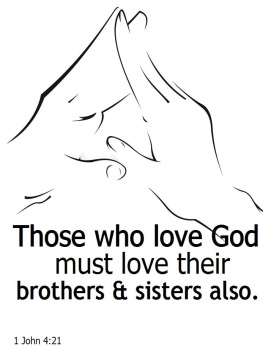 Those who love God
must love their
brothers & sisters also.
1 John 4:21